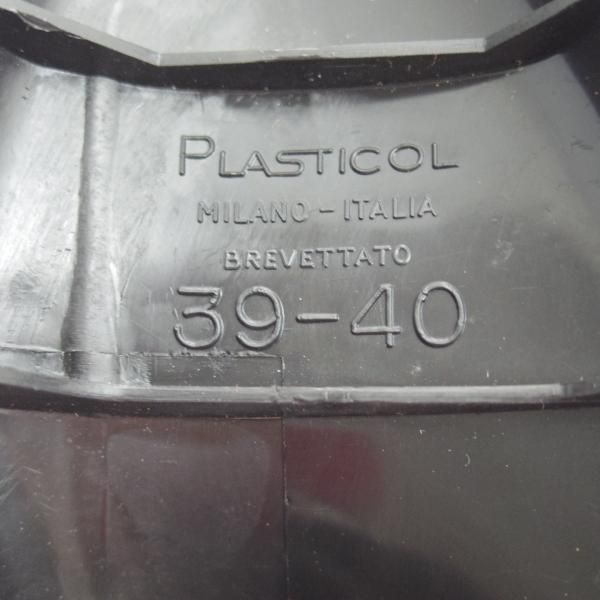 PLASTICOL
MILANO - ITALIA
BREVETTATO
39-40